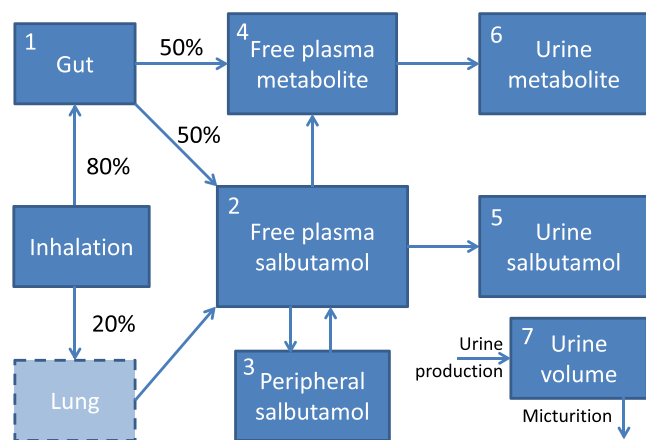 1
Gut
50%
4
Free plasma
metabolite
6
Urine
metabolite
50%
80%
Inhalation
2
Free plasma
salbutamol
5
Urine
salbutamol
20%
Lung
3
Peripheral
salbutamol
Urine
production
7
Urine
volume
Micturition